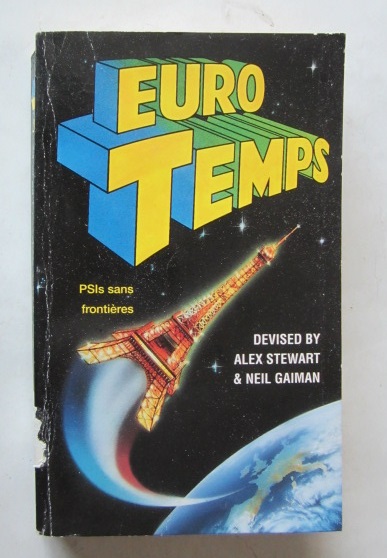 EURO
TEMPS
PSIs sans
frontières
DEVISED BY
ALEX STEWART
& NEIL GAIMAN